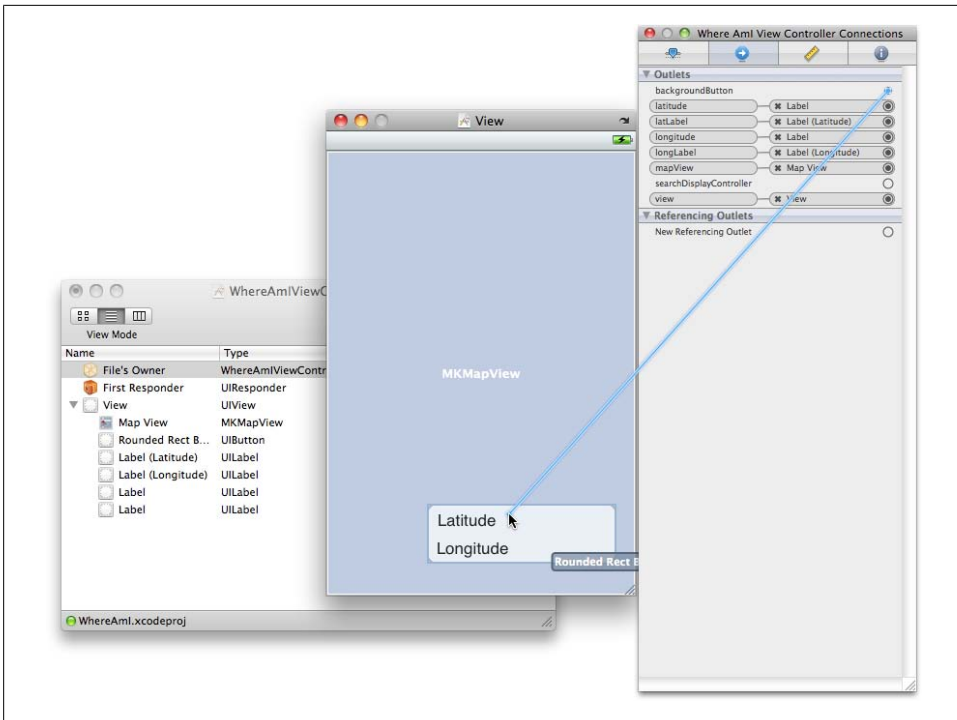 Where AmI View Controller Connections
Outlets
backgroundButton
latitude
Label
latLabel
Label (Latitude)
longitude
Label
longLabel
Label (Longitude)
mapView
Map View
searchDisplayController
view
View
Referencing Outlets
New Referencing Outlet
View
MKMapView
Latitude
Longitude
Rounded Rect B
WhereAmIViewC
View Mode
Name Type
File's Owner WhereAmIViewContr
First Responder UIResponder
View UIView
Map View MKMapView
Rounded Rect B... UIButton
Label (Latitude) UILabel
Label (Longitude) UILabel
Label UILabel
Label UILabel
WhereAmI.xcodeproj